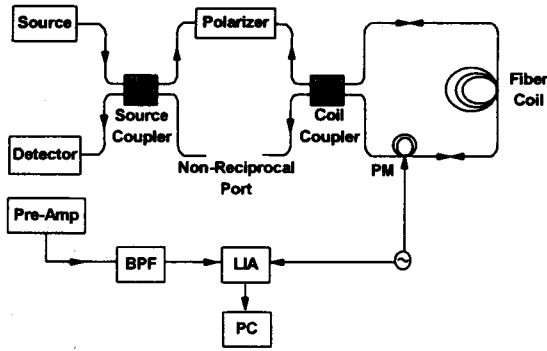 Source
Polarizer
Source
Coupler
Coil
Coupler
Fiber
Coil
Detector
Non-Reciprocal
Port
PM
Pre-Amp
BPF
LIA
PC